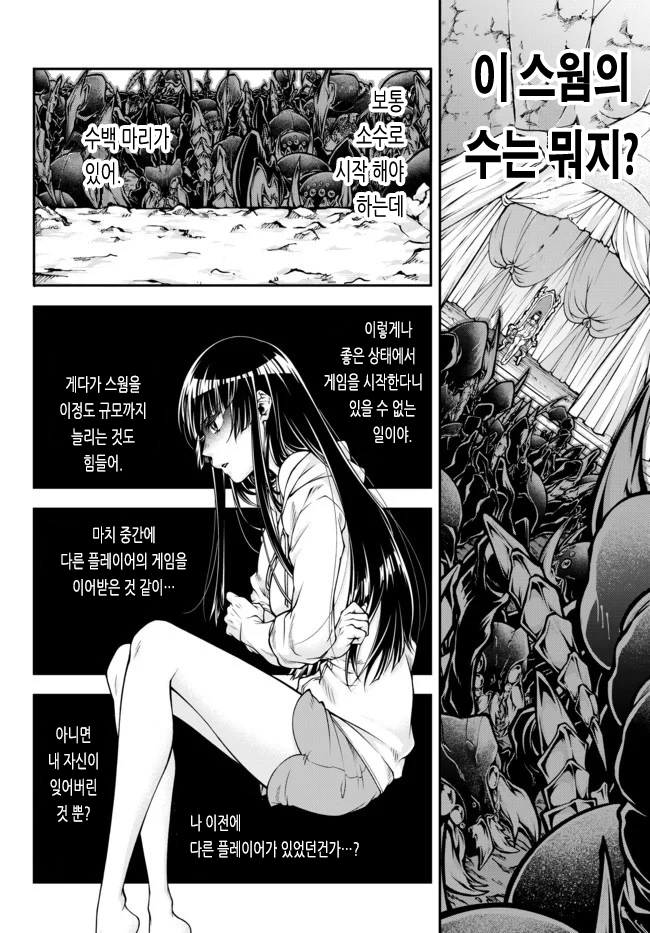 이 스웜의
수는 뭐지?
보통
소수로
시작 해야
하는데
수백 마리가
있어.
이렇게나
좋은 상태에서
게임을 시작한다니
있을 수 없는
일이야.
게다가 스웜을
이정도 규모까지
늘리는 것도
힘들어.
마치 중간에
다른 플레이어의 게임을
이어받은 것 같이…
아니면
내 자신이
잊어버린
것 뿐?
나 이전에
다른 플레이어가 있었던건가…?